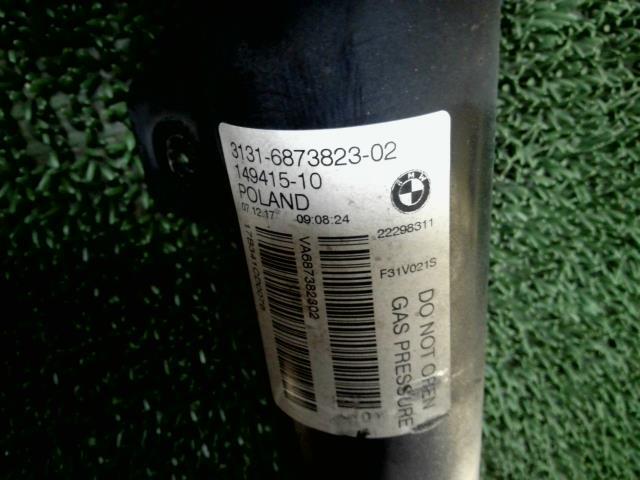 3131-6873823-02
149415-10
POLAND
07.12.17 09:08:24
BMW
22298311
F31V021S
VA687382302
DO NOT OPEN
GAS PRESSURE